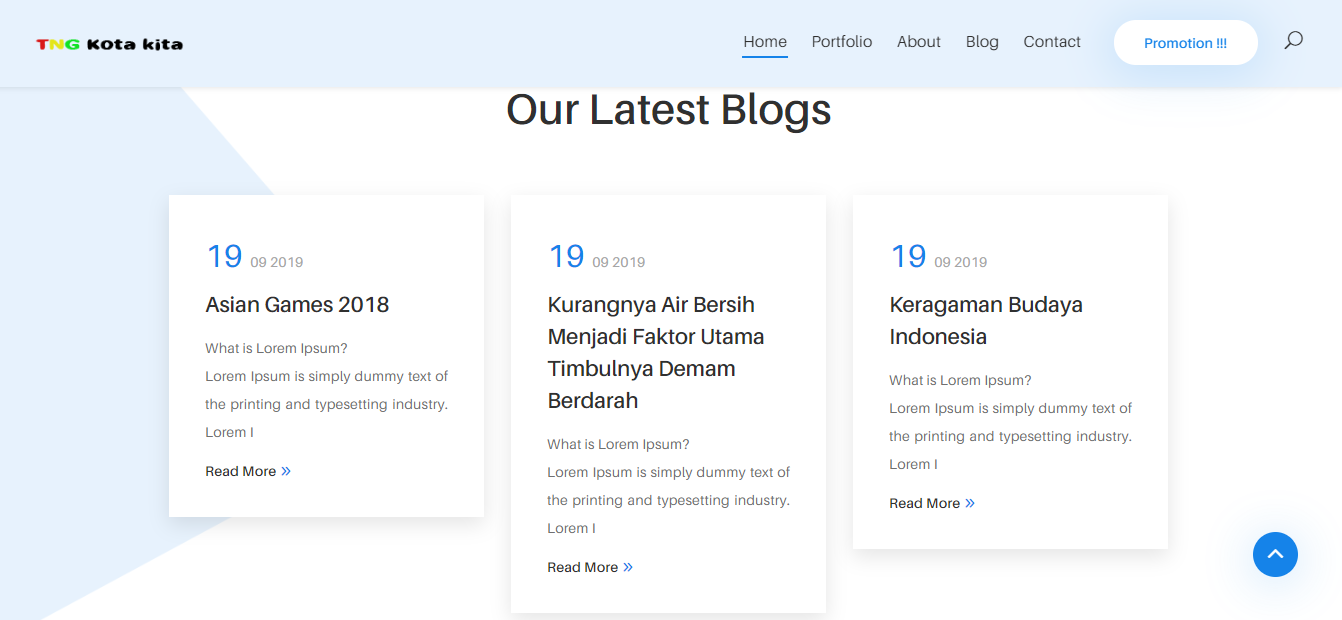 TNG Kota kita
Home Portfolio About Blog Contact Promotion !!!
Our Latest Blogs
19 09 2019
Asian Games 2018
What is Lorem Ipsum?
Lorem Ipsum is simply dummy text of
the printing and typesetting industry.
Lorem I
Read More »
19 09 2019
Kurangnya Air Bersih
Menjadi Faktor Utama
Timbulnya Demam
Berdarah
What is Lorem Ipsum?
Lorem Ipsum is simply dummy text of
the printing and typesetting industry.
Lorem I
Read More »
19 09 2019
Keragaman Budaya
Indonesia
What is Lorem Ipsum?
Lorem Ipsum is simply dummy text of
the printing and typesetting industry.
Lorem I
Read More »